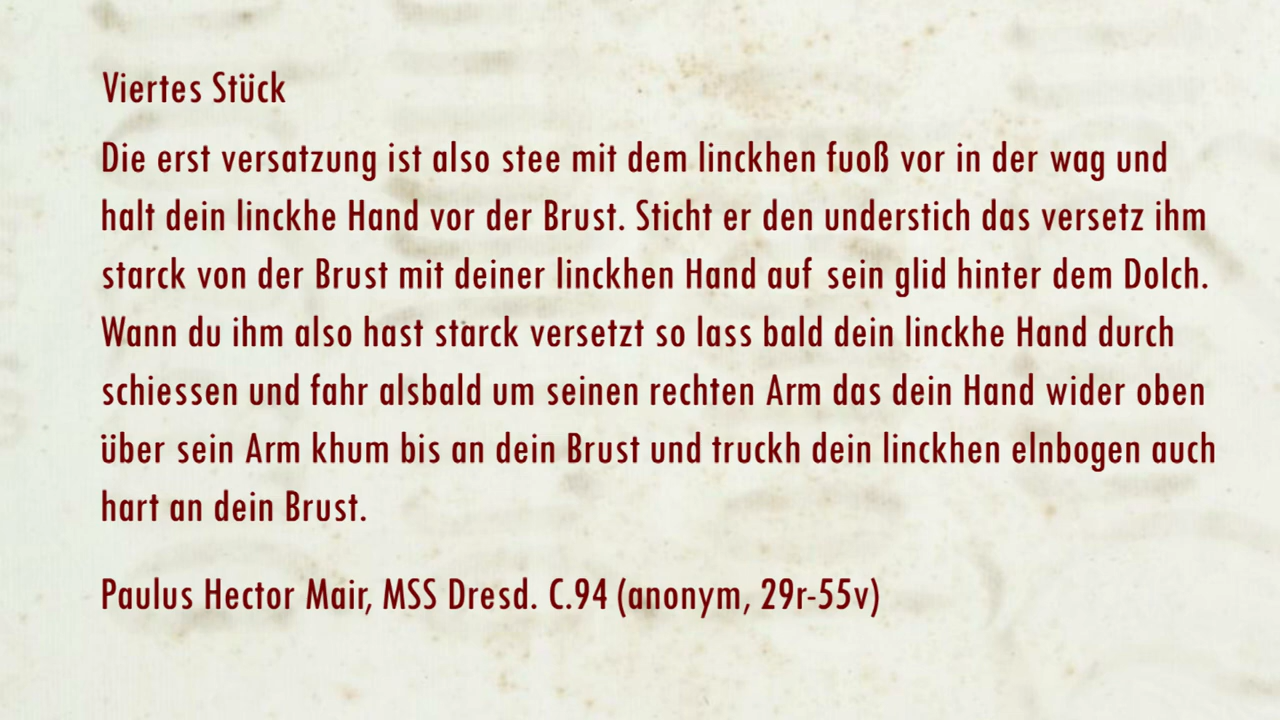 Viertes Stück
Die erst versatzung ist also stee mit dem linckhen fuoß vor in der wag und
halt dein linckhe Hand vor der Brust. Sticht er den understich das versetz ihm
starck von der Brust mit deiner linckhen Hand auf sein glid hinter dem Dolch.
Wann du ihm also hast starck versetzt so lass bald dein linckhe Hand durch
schiessen und fahr alsbald um seinen rechten Arm das dein Hand wider oben
über sein Arm khum bis an dein Brust und truckh dein linckhen elnbogen auch
hart an dein Brust.
Paulus Hector Mair, MSS Dresd. C.94 (anonym, 29r-55v)